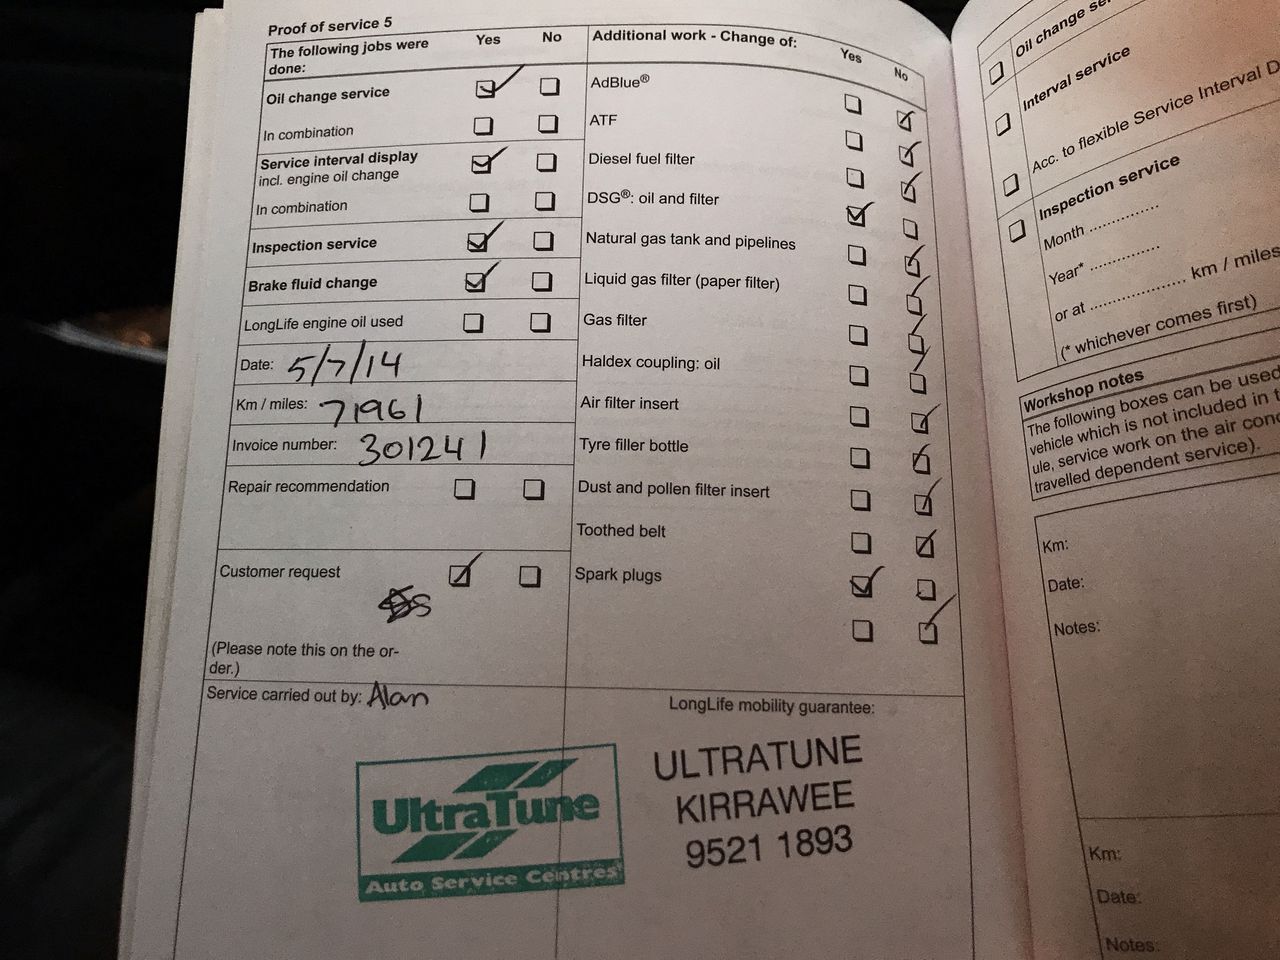 Proof of service 5
The following jobs were
done:
Yes
No
Oil change service
In combination
Service interval display
incl. engine oil change
In combination
Inspection service
Brake fluid change
LongLife engine oil used
Date: 5/7/14
Km / miles: 71961
Invoice number: 301241
Repair recommendation
Customer request
(Please note this on the or-
der.)
Service carried out by: Alan
Additional work - Change of:
Yes
No
AdBlue®
ATF
Diesel fuel filter
DSG®: oil and filter
Natural gas tank and pipelines
Liquid gas filter (paper filter)
Gas filter
Haldex coupling: oil
Air filter insert
Tyre filler bottle
Dust and pollen filter insert
Toothed belt
Spark plugs
LongLife mobility guarantee:
UltraTune
Auto Service Centres
ULTRATUNE
KIRRAWEE
9521 1893
Oil change
Interval service
Acc. to flexible Service Interval
Inspection service
Month ..............
Year* ..............
or at ................... km / miles
(* whichever comes first)
Workshop notes
The following boxes can be used
vehicle which is not included in
ule, service work on the air
travelled dependent service).
Km:
Date:
Notes:
Km:
Date:
Notes: